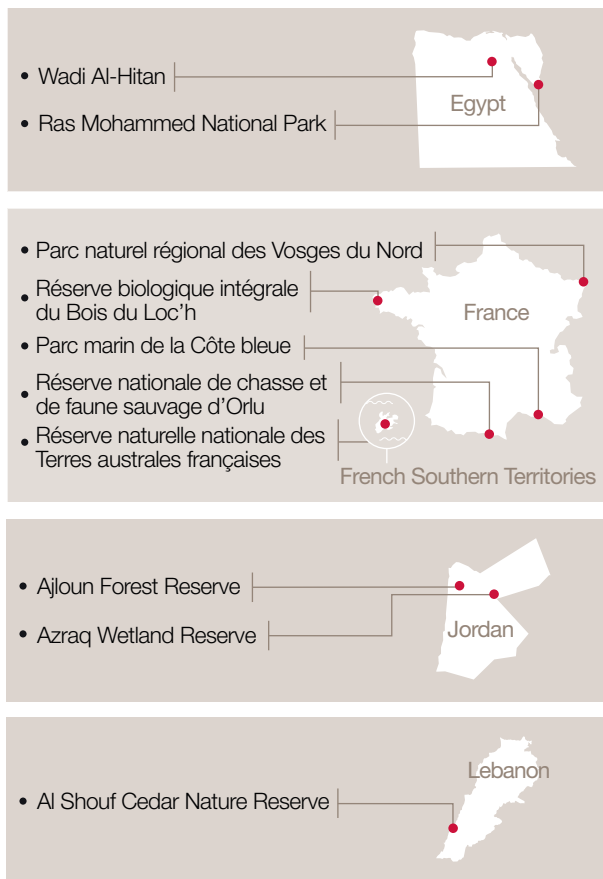 • Wadi Al-Hitan
• Ras Mohammed National Park
Egypt
• Parc naturel régional des Vosges du Nord
• Réserve biologique intégrale
du Bois du Loc’h
• Parc marin de la Côte bleue
• Réserve nationale de chasse et
de faune sauvage d’Orlu
• Réserve naturelle nationale des
Terres australes françaises
France
French Southern Territories
• Ajloun Forest Reserve
• Azraq Wetland Reserve
Jordan
• Al Shouf Cedar Nature Reserve
Lebanon